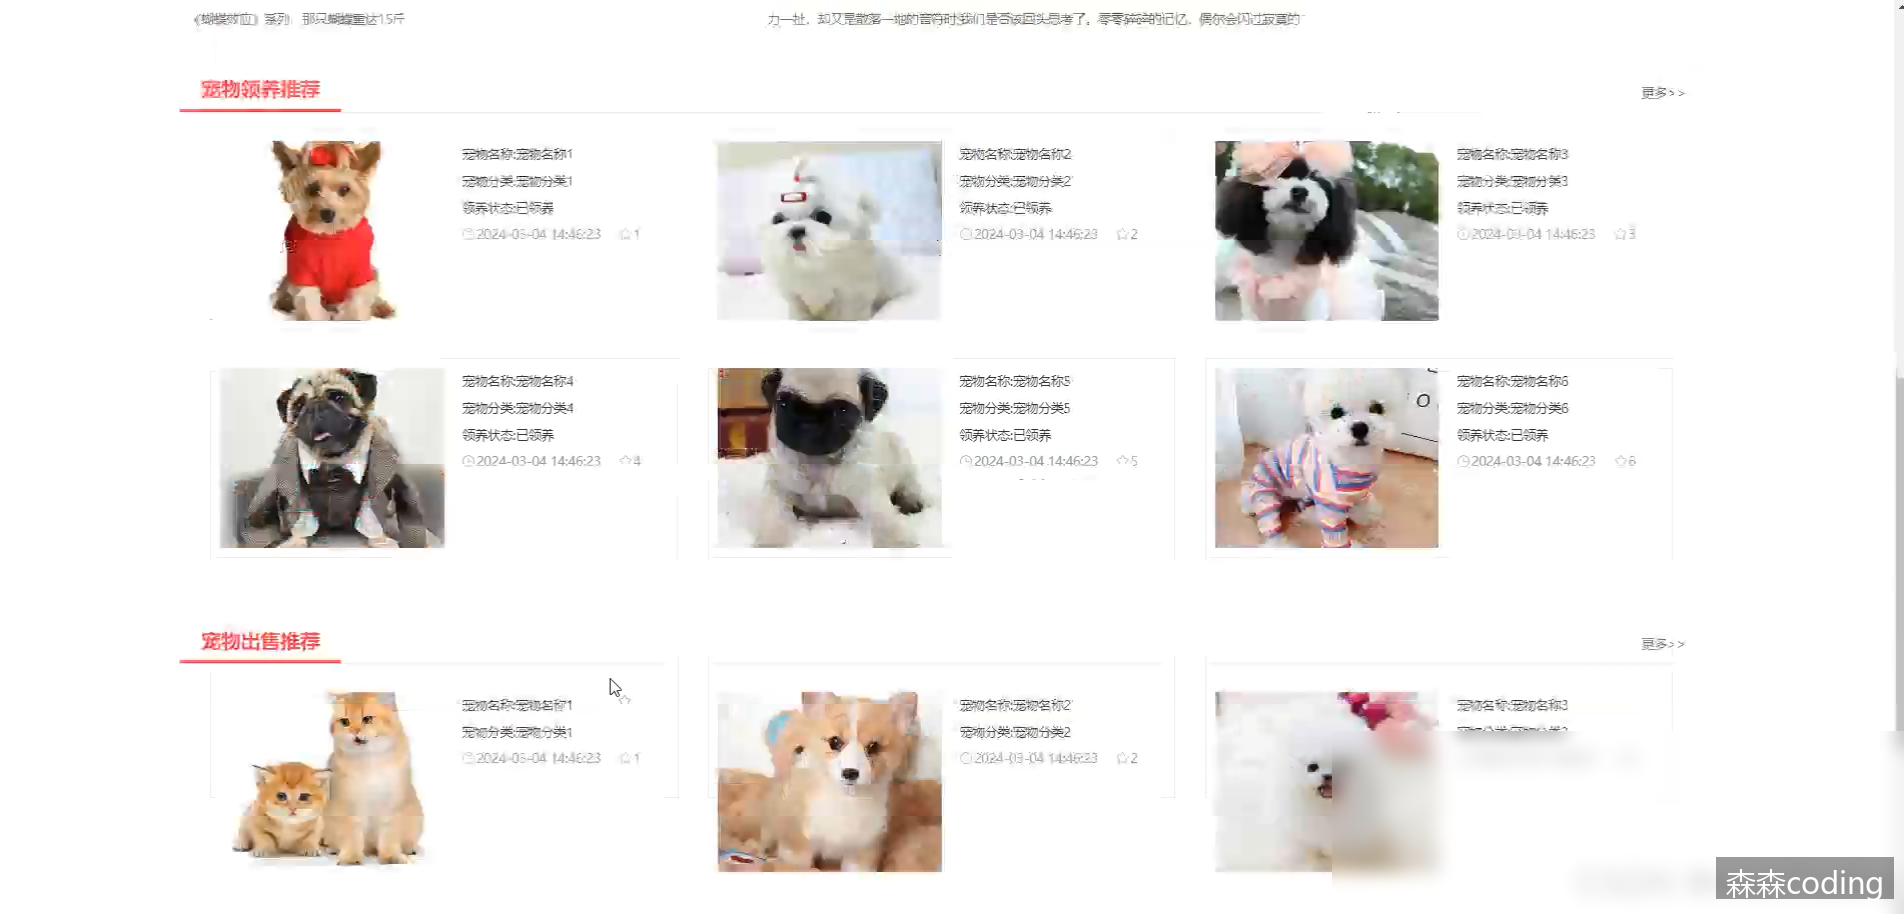 《蝴蝶效应》系列，那只蝴蝶重达15斤
力一扯，却又是散落一地的音符时,我们是否该回头思考了。零零碎碎的记忆、偶尔会闪过寂寞的
宠物领养推荐
更多>>
宠物名称:宠物名称1
宠物分类:宠物分类1
领养状态:已领养
2024-03-04 14:46:23 1
宠物名称:宠物名称2
宠物分类:宠物分类2
领养状态:已领养
2024-03-04 14:46:23 2
宠物名称:宠物名称3
宠物分类:宠物分类3
领养状态:已领养
2024-03-04 14:46:23 3
宠物名称:宠物名称4
宠物分类:宠物分类4
领养状态:已领养
2024-03-04 14:46:23 4
宠物名称:宠物名称5
宠物分类:宠物分类5
领养状态:已领养
2024-03-04 14:46:23 5
宠物名称:宠物名称6
宠物分类:宠物分类6
领养状态:已领养
2024-03-04 14:46:23 6
宠物出售推荐
更多>>
宠物名称:宠物名称1
宠物分类:宠物分类1
2024-03-04 14:46:23 1
宠物名称:宠物名称2
宠物分类:宠物分类2
2024-03-04 14:46:23 2
宠物名称:宠物名称3
森森coding